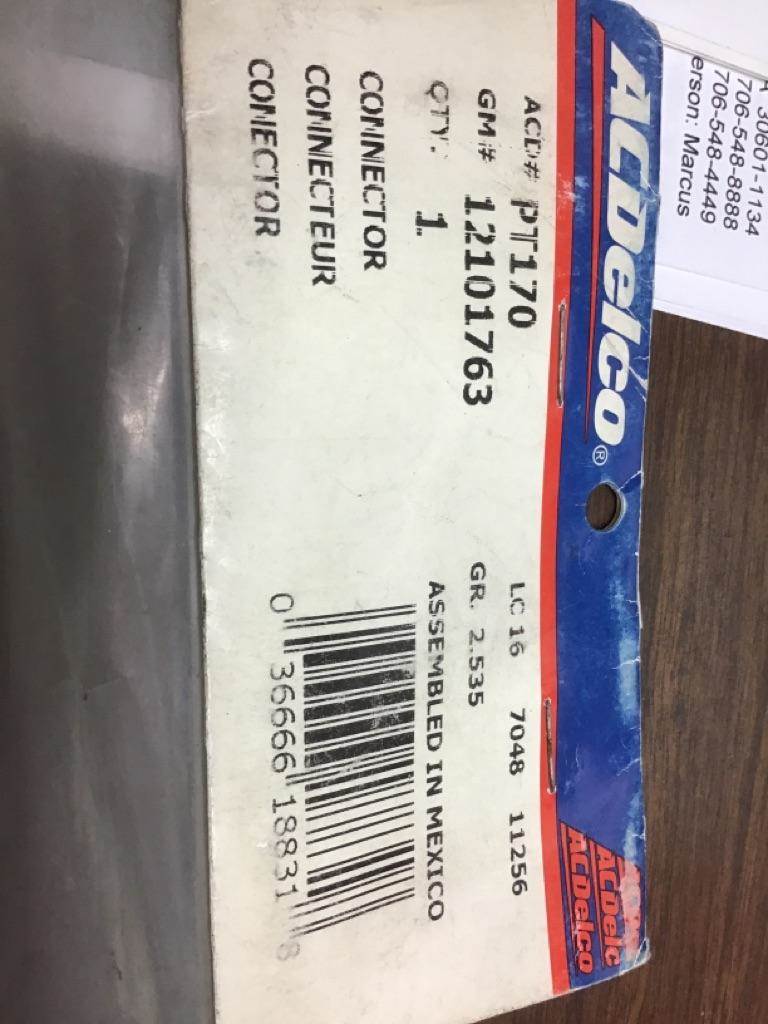 30601-1134
706-548-8888
706-548-4449
erson: Marcus
ACDelco®
ACDelc
ACDelco
ACD# PT170
LC 16 7048 11256
GM# 12101763
GR. 2.535
QTY. 1
ASSEMBLED IN MEXICO
CONNECTOR
CONNECTEUR
CONECTOR
0 36666 18831 8